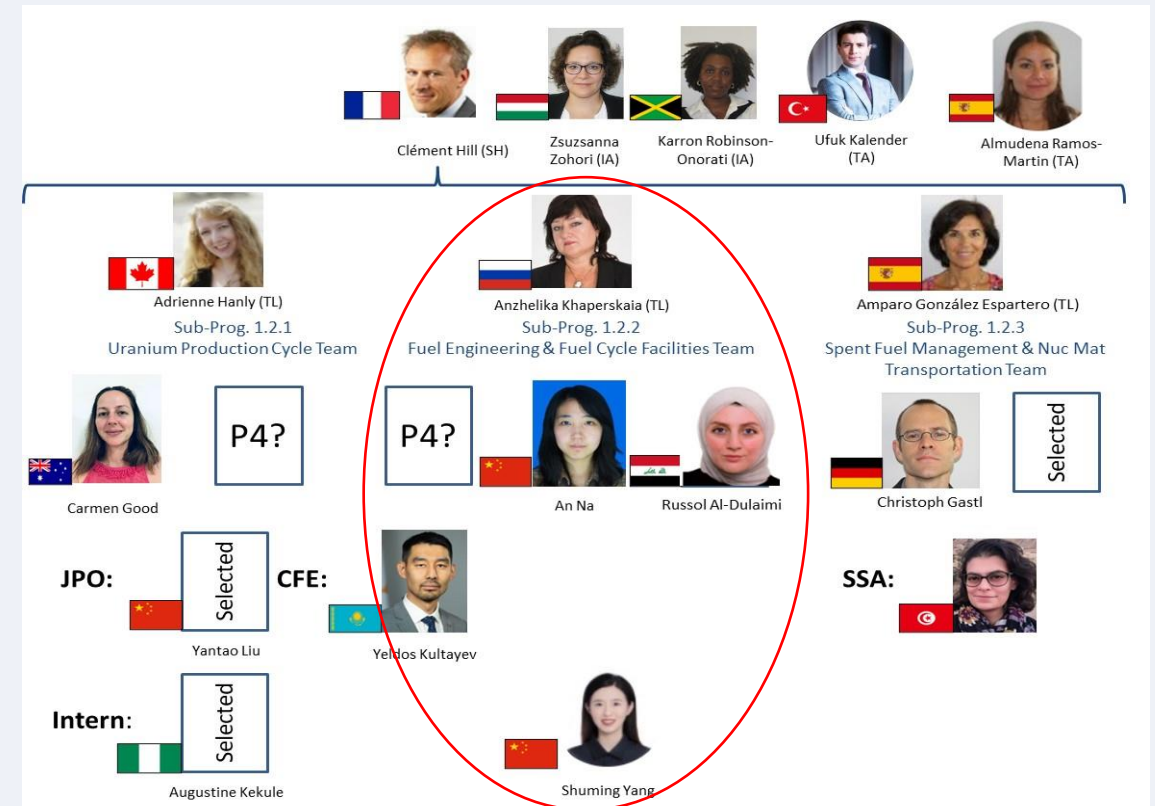 Clément Hill (SH)
Zsuzsanna
Zohori (IA)
Karron Robinson-
Onorati (IA)
Ufuk Kalender
(TA)
Almudena Ramos-
Martin (TA)
Adrienne Hanly (TL)
Sub-Prog. 1.2.1
Uranium Production Cycle Team
Anzhelika Khaperskaia (TL)
Sub-Prog. 1.2.2
Fuel Engineering & Fuel Cycle Facilities Team
Amparo González Espartero (TL)
Sub-Prog. 1.2.3
Spent Fuel Management & Nuc Mat
Transportation Team
Carmen Good
P4?
P4?
An Na
Russol Al-Dulaimi
Christoph Gastl
Selected
JPO:
Selected
Yantao Liu
CFE:
Yeldos Kultayev
SSA:
Intern:
Selected
Augustine Kekule
Shuming Yang